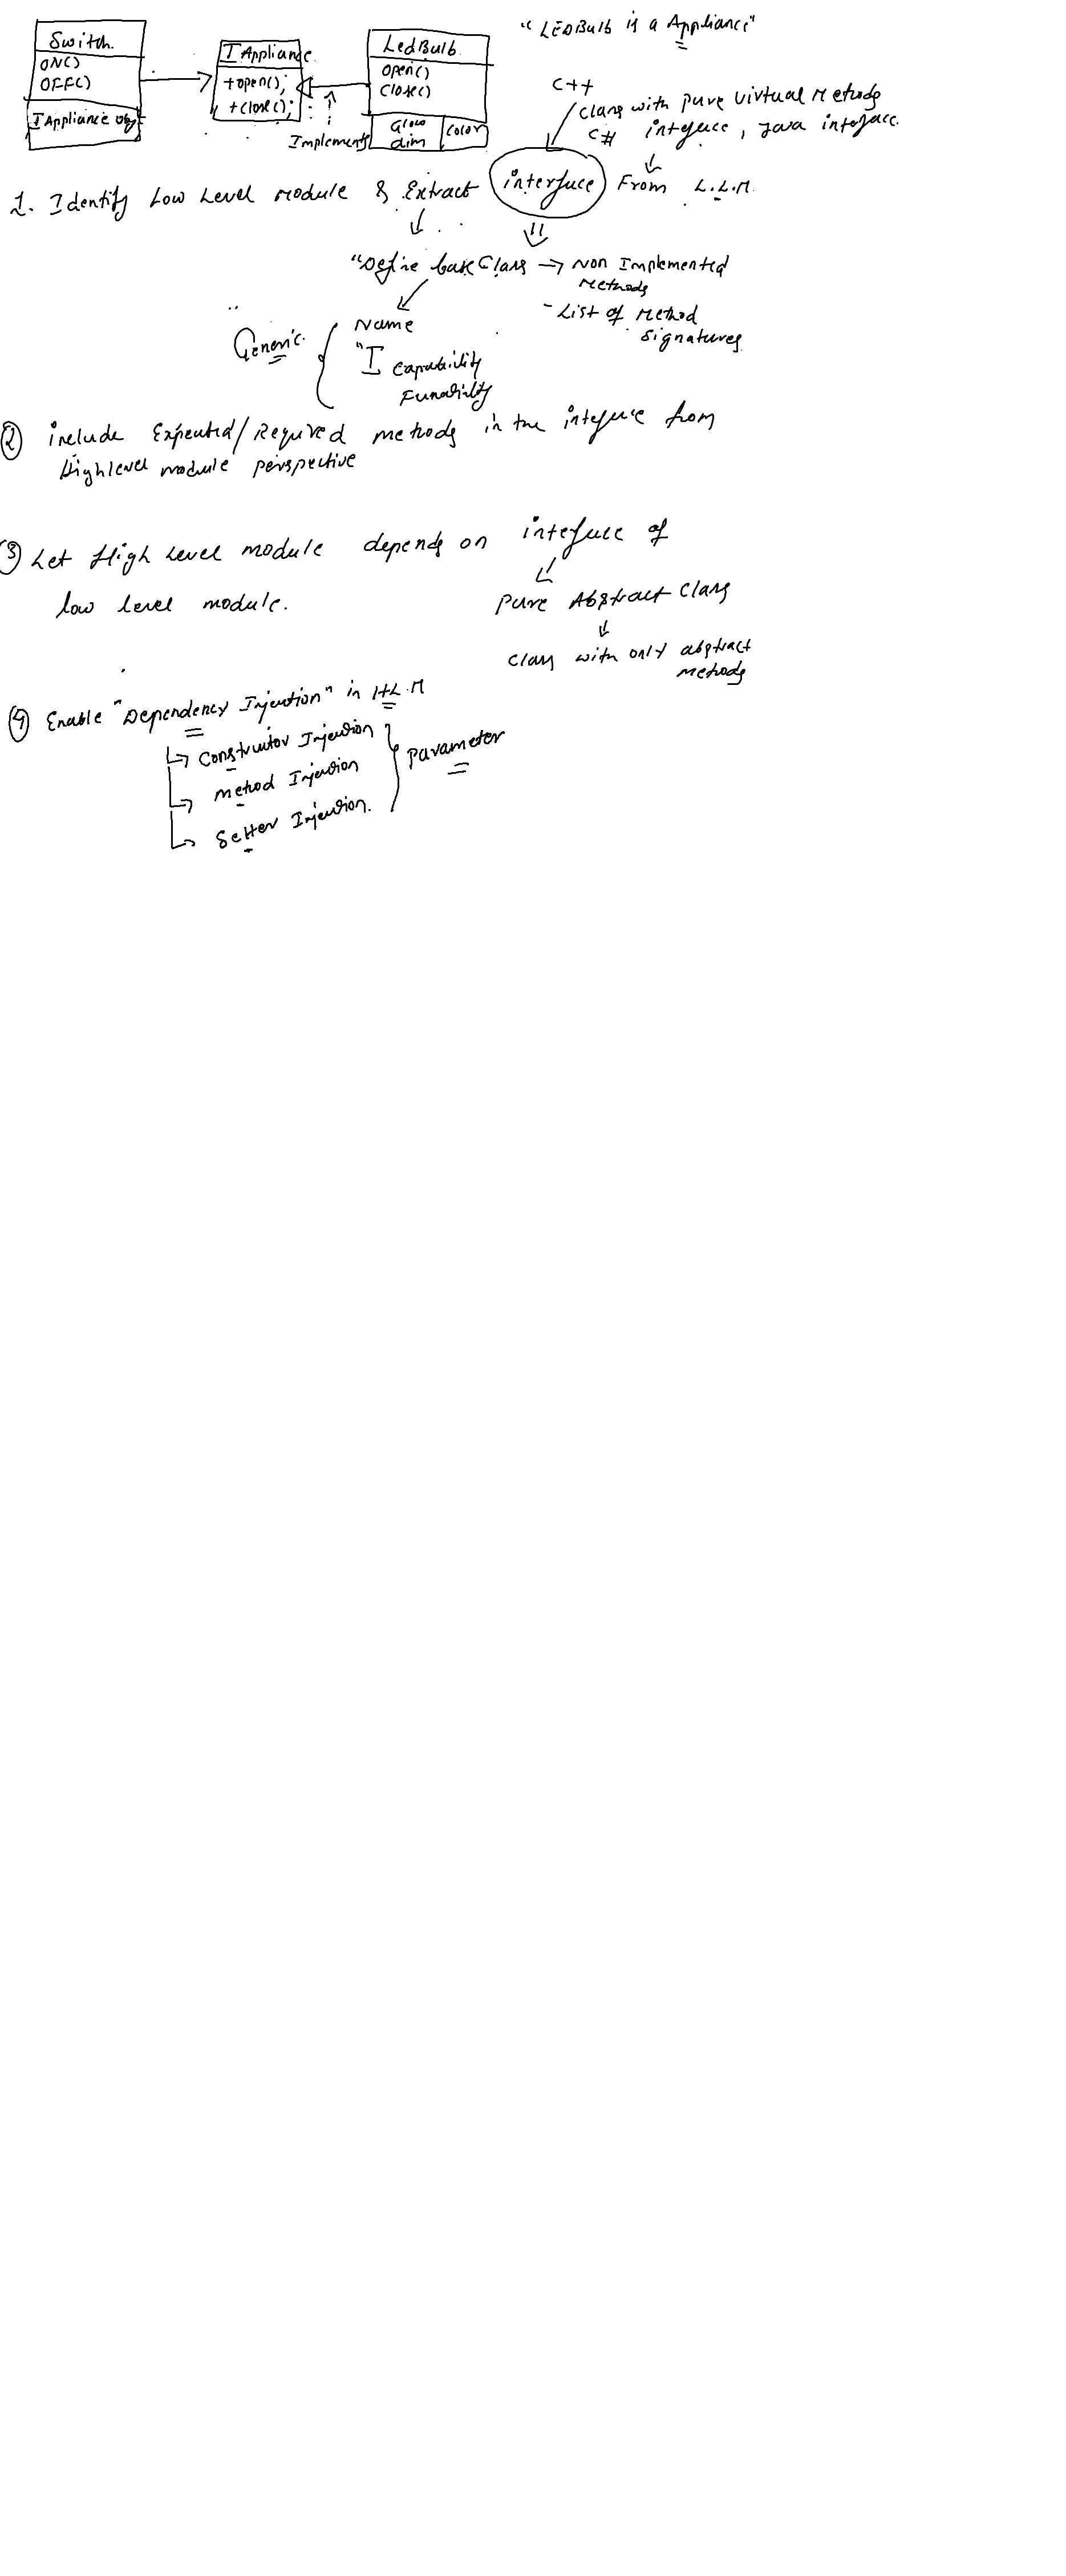 Switch.
ON()
OFF()
I Appliance obj
I Appliance
+open();
+close();
Implements
LedBulb
open()
close()
Glow
dim
color
"LEDBulb is a Appliance"
C++
class with pure virtual Methods
C# interface, Java interface.
1. Identify Low Level Module & Extract interface From L.L.M.
"Define base Class → Non Implemented
Methods
- List of Method
Signatures
Generic.
Name
"I Capability
② include Expected/Required methods in the interface from
Highlevel module perspective
③ Let High Level module depends on interface of
low level module.
Pure Abstract Class
Class with only abstract
methods
④ Enable "Dependency Injection" in H.L.M
Constructor Injection
Method Injection
Setter Injection.
Parameter